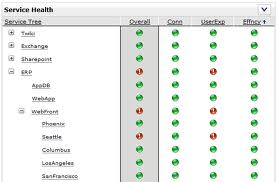 Service Health
Service Tree Overall Conn UserExp Effncy
Twiki
Exchange
Sharepoint
ERP
AppDB
WebApp
WebFront
Phoenix
Seattle
Columbus
LosAngeles
SanFrancisco